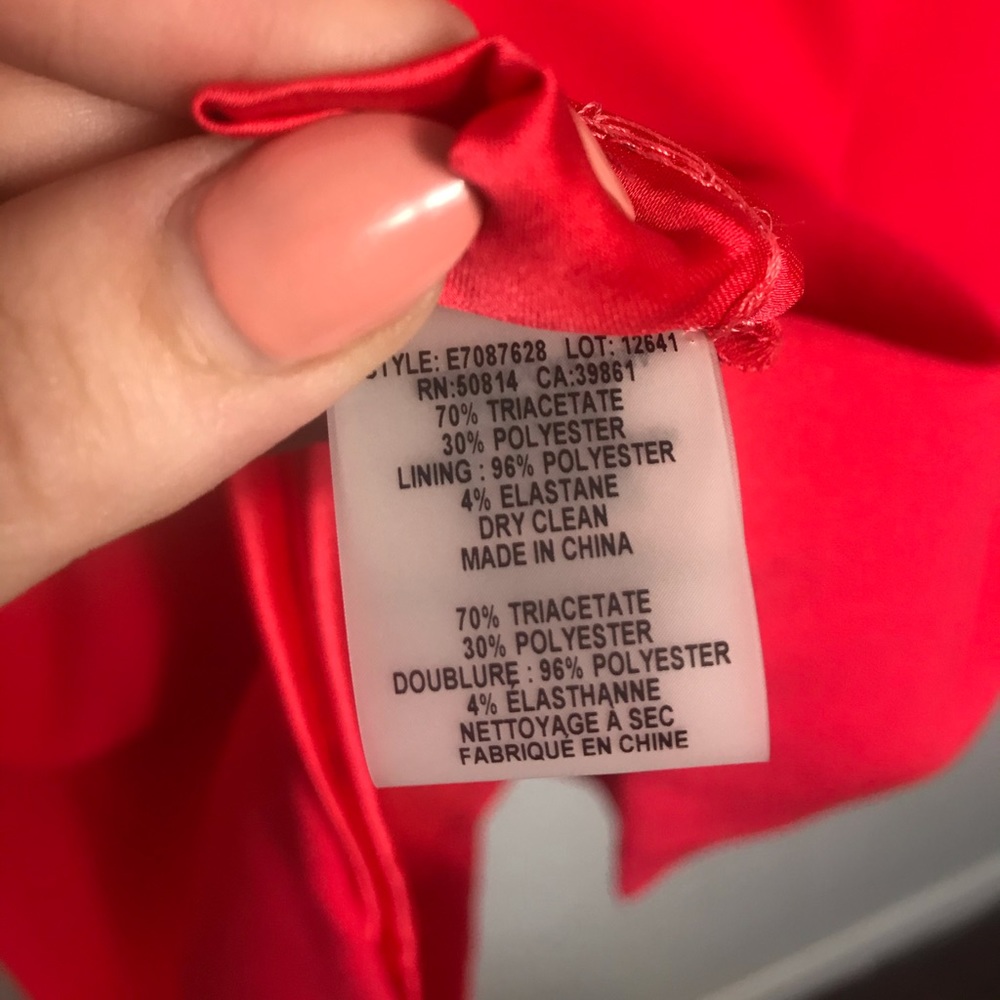 STYLE: E7087628 LOT: 12641
RN:50814 CA:39861
70% TRIACETATE
30% POLYESTER
LINING : 96% POLYESTER
4% ELASTANE
DRY CLEAN
MADE IN CHINA
70% TRIACETATE
30% POLYESTER
DOUBLURE : 96% POLYESTER
4% ÉLASTHANNE
NETTOYAGE À SEC
FABRIQUÉ EN CHINE